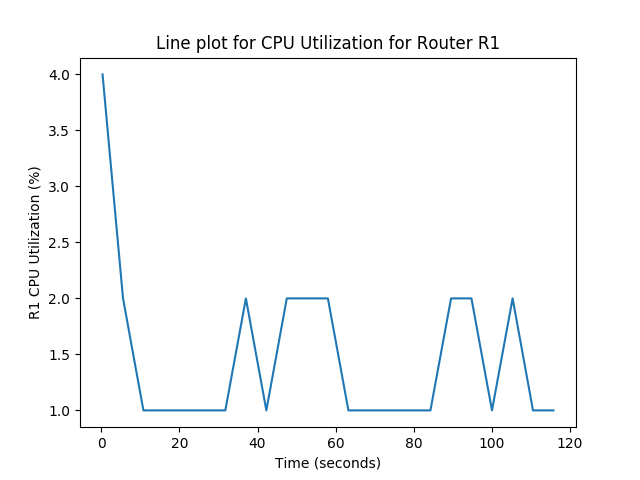 Line plot for CPU Utilization for Router R1
4.0
3.5
3.0
2.5
2.0
1.5
1.0
R1 CPU Utilization (%)
0 20 40 60 80 100 120
Time (seconds)